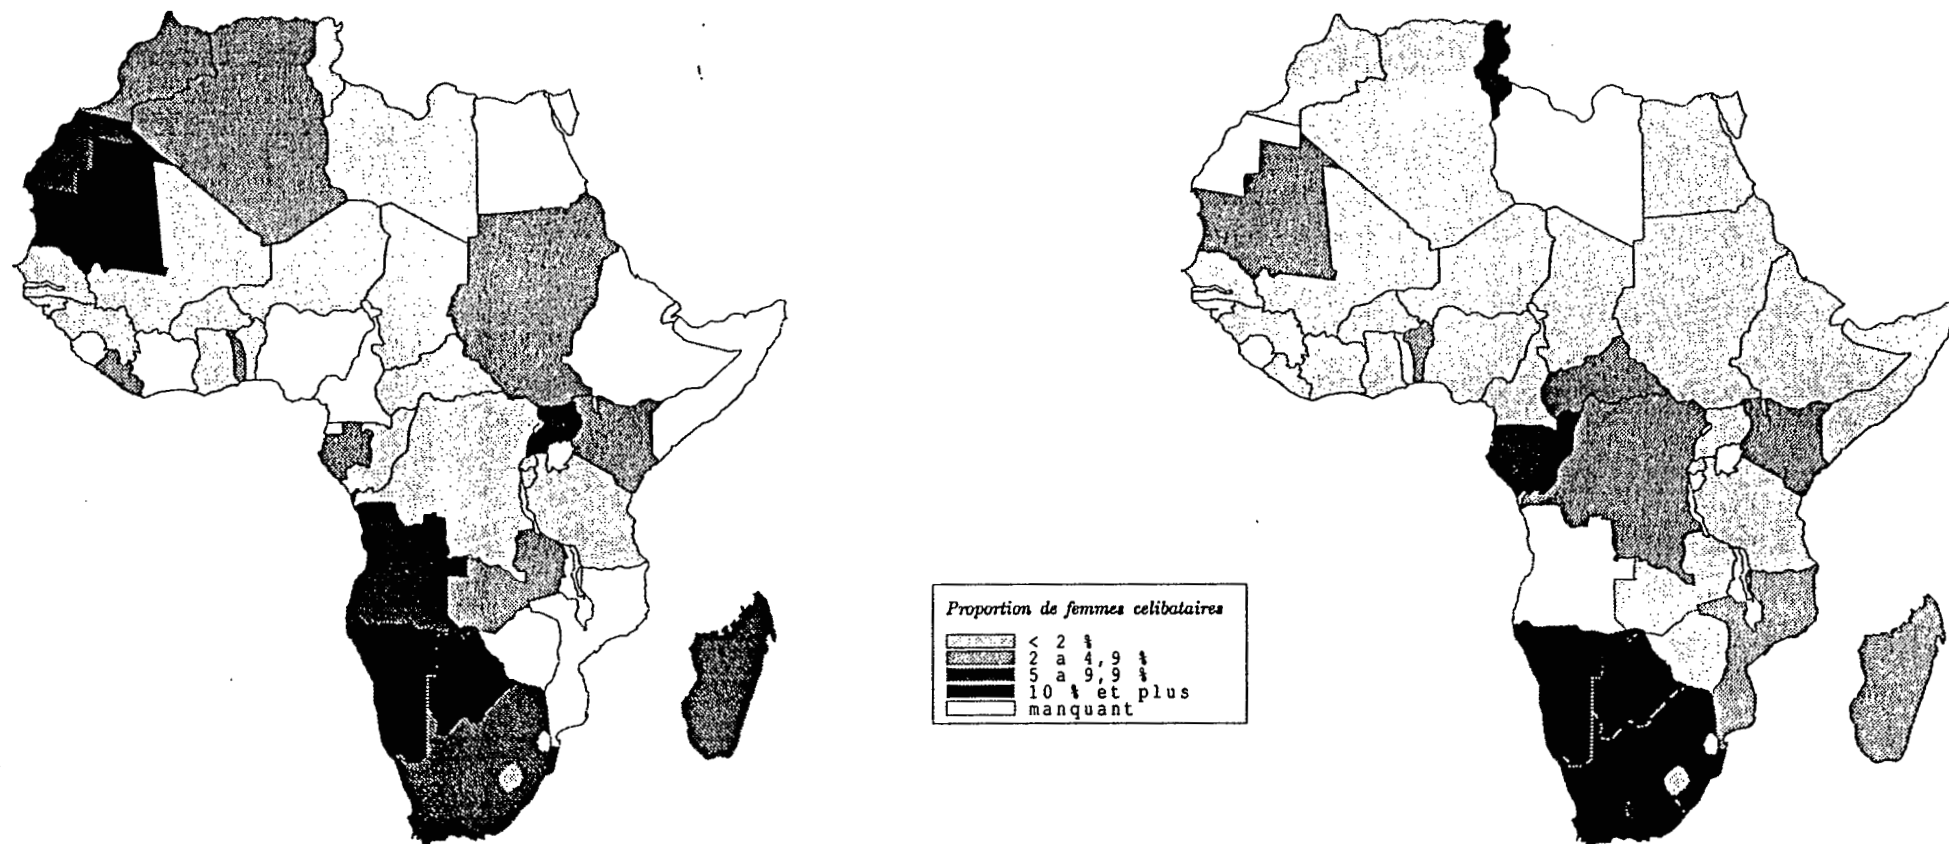 Proportion de femmes celibataires
< 2 %
2 a 4,9 %
5 a 9,9 %
10 % et plus
manquant